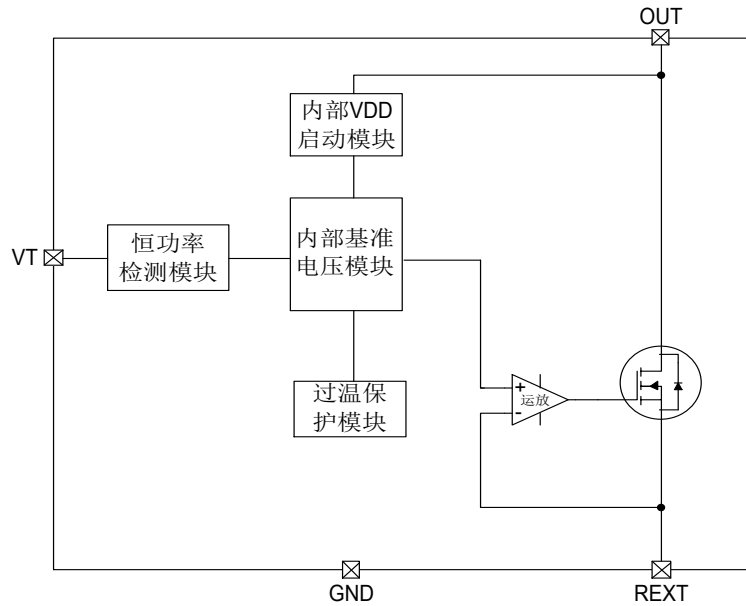 OUT
内部VDD
启动模块
VT
恒功率
检测模块
内部基准
电压模块
过温保
护模块
+
运放
-
GND
REXT